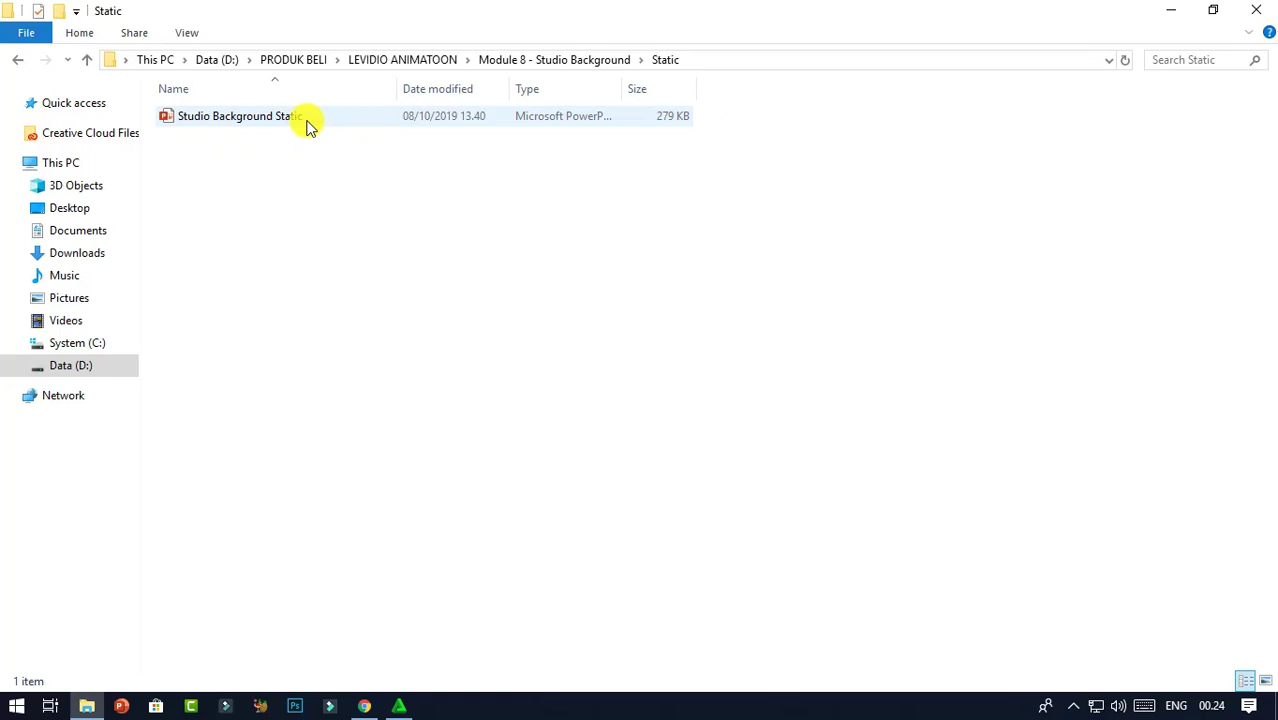 Static
File Home Share View
This PC Data (D:) PRODUK BELI LEVIDIO ANIMATOON Module 8 - Studio Background Static Search Static
Name Date modified Type Size
Studio Background Static 08/10/2019 13.40 Microsoft PowerP... 279 KB
Quick access
Creative Cloud Files
This PC
3D Objects
Desktop
Documents
Downloads
Music
Pictures
Videos
System (C:)
Data (D:)
Network
1 item
ENG 00.24